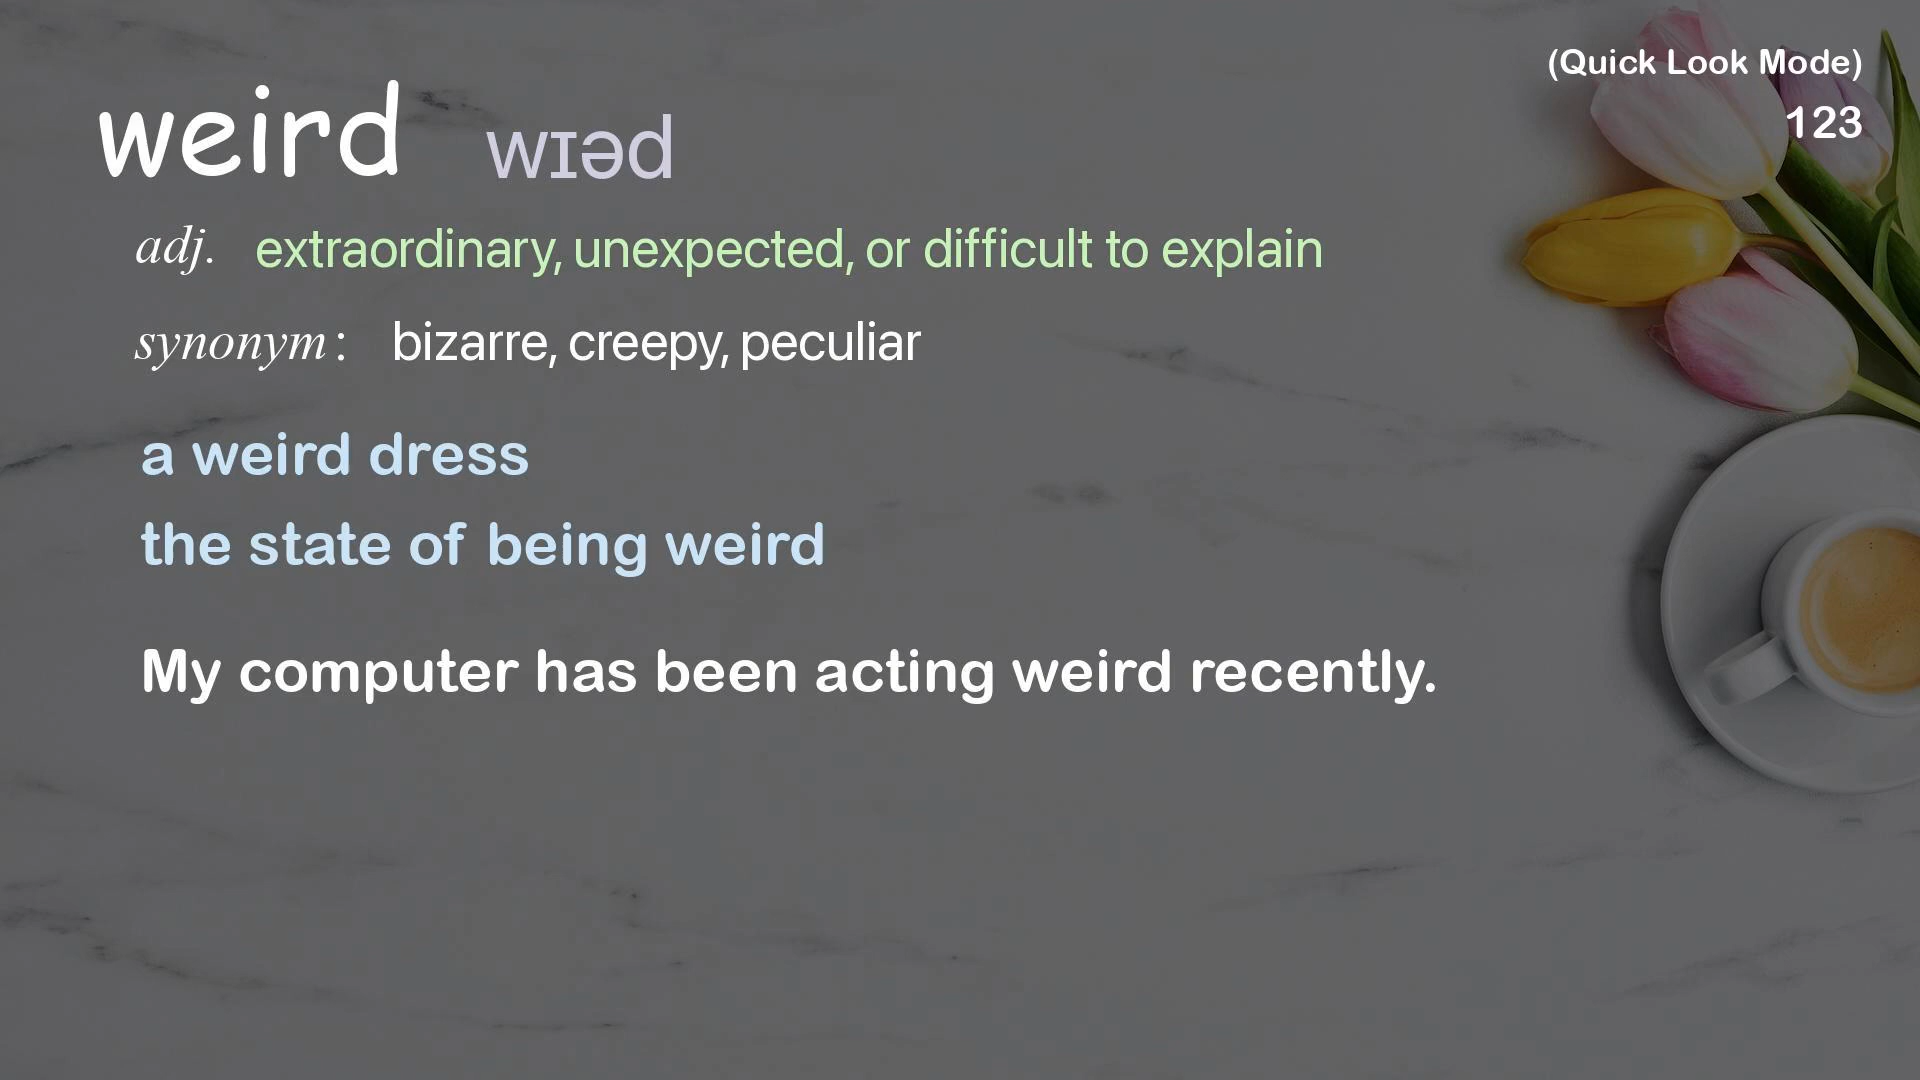 (Quick Look Mode)
123
weird wɪəd
adj. extraordinary, unexpected, or difficult to explain
synonym: bizarre, creepy, peculiar
a weird dress
the state of being weird
My computer has been acting weird recently.